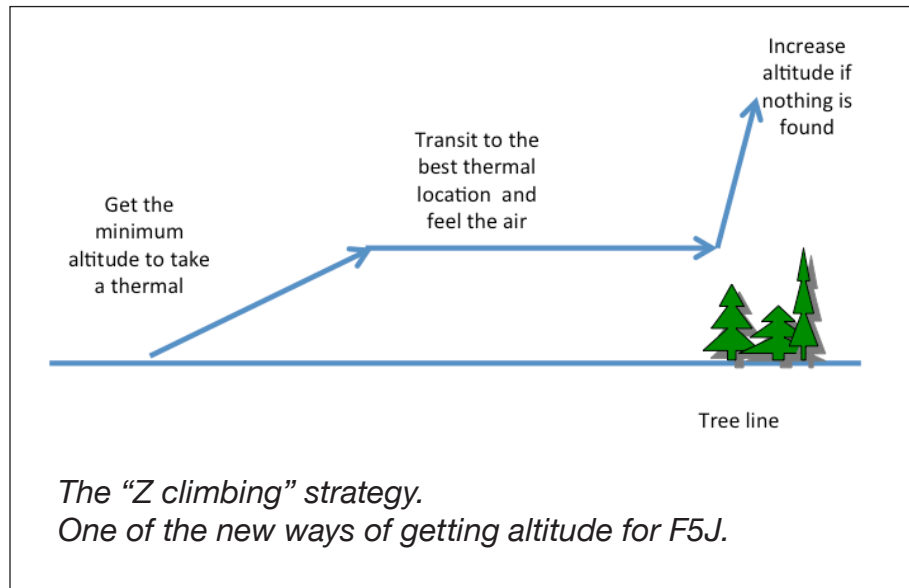 Increase
altitude if
nothing is
found
Transit to the
best thermal
location and
feel the air
Get the
minimum
altitude to take
a thermal
Tree line
The “Z climbing” strategy.
One of the new ways of getting altitude for F5J.